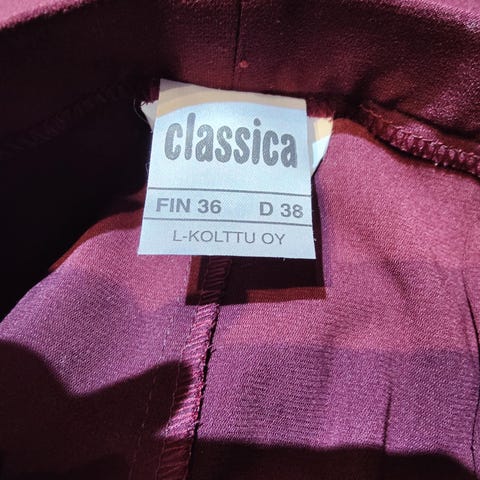 classica
FIN 36 D 38
L-KOLTTU OY